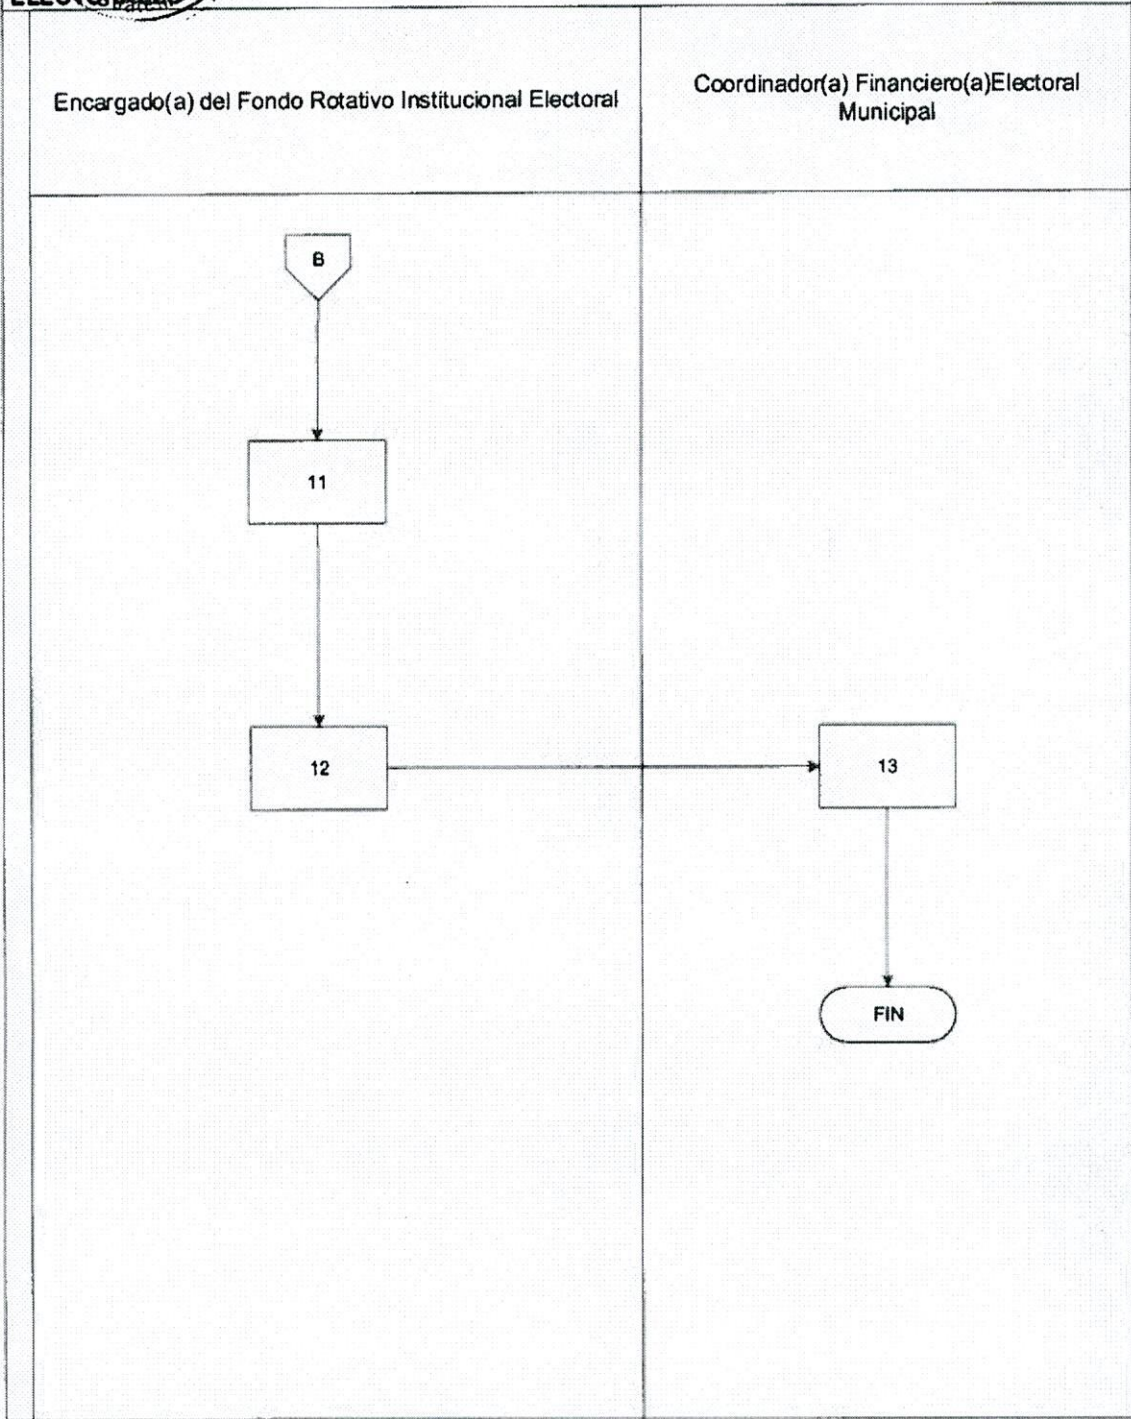 Encargado(a) del Fondo Rotativo Institucional Electoral
Coordinador(a) Financiero(a)Electoral
Municipal
B
11
12
13
FIN